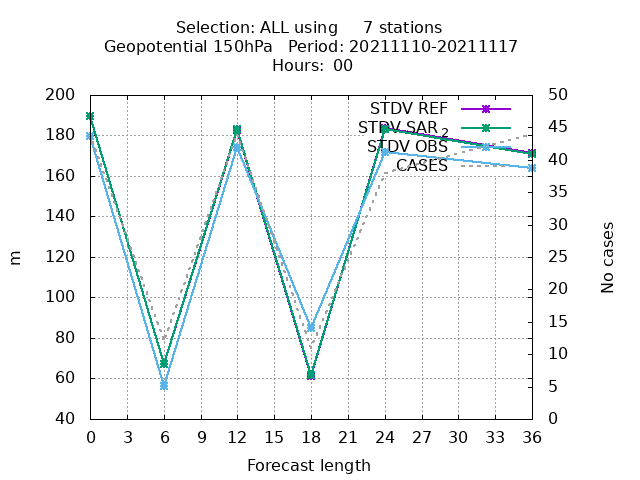 Selection: ALL using     7 stations
Geopotential 150hPa   Period: 20211110-20211117
Hours:  00
STDV REF
STDV SAR 2
STDV OBS
CASES
200
180
160
140
120
100
80
60
40
m
50
45
40
35
30
25
20
15
10
5
0
No cases
0 3 6 9 12 15 18 21 24 27 30 33 36
Forecast length